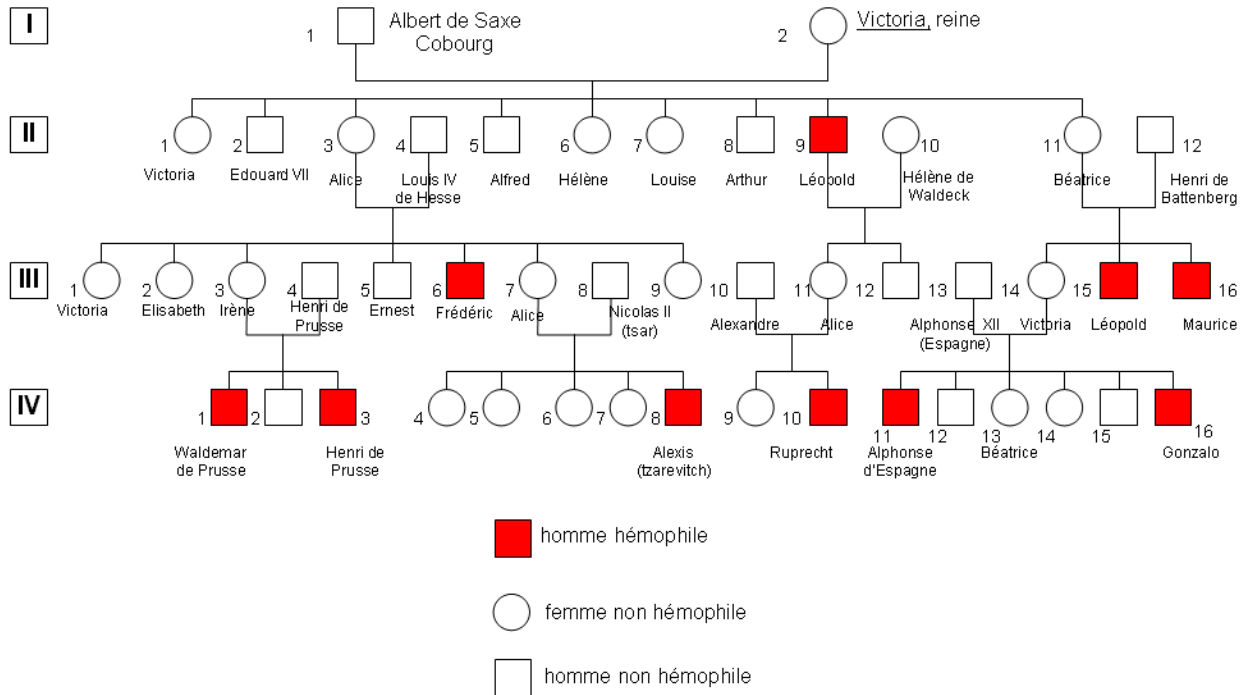 I
1
Albert de Saxe
Cobourg
2
Victoria, reine
II
1 2 3 4 5 6 7 8 9 10 11 12
Victoria
Edouard VII
Alice
Louis IV
de Hesse
Alfred
Hélène
Louise
Arthur
Léopold
Hélène de
Waldeck
Béatrice
Henri de
Battenberg
III
1 2 3 4 5 6 7 8 9 10 11 12 13 14 15 16
Victoria
Elisabeth
Irène
Henri de
Prusse
Ernest
Frédéric
Alice
Nicolas II
(tsar)
Alexandre
Alice
Alphonse XII
(Espagne)
Victoria
Léopold
Maurice
IV
1 2 3 4 5 6 7 8 9 10 11 12 13 14 15 16
Waldemar
de Prusse
Henri de
Prusse
Alexis
(tzarevitch)
Ruprecht
Alphonse
d'Espagne
Béatrice
Gonzalo
homme hémophile
femme non hémophile
homme non hémophile